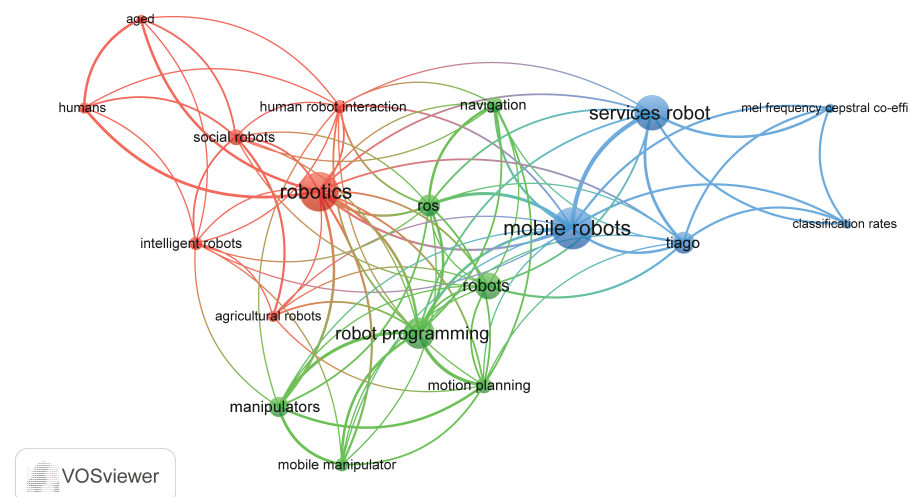 aged
humans
human robot interaction
navigation
services robot
mel frequency cepstral co-effi
social robots
robotics
ros
mobile robots
classification rates
intelligent robots
tiago
robots
agricultural robots
robot programming
motion planning
manipulators
mobile manipulator
VOSviewer